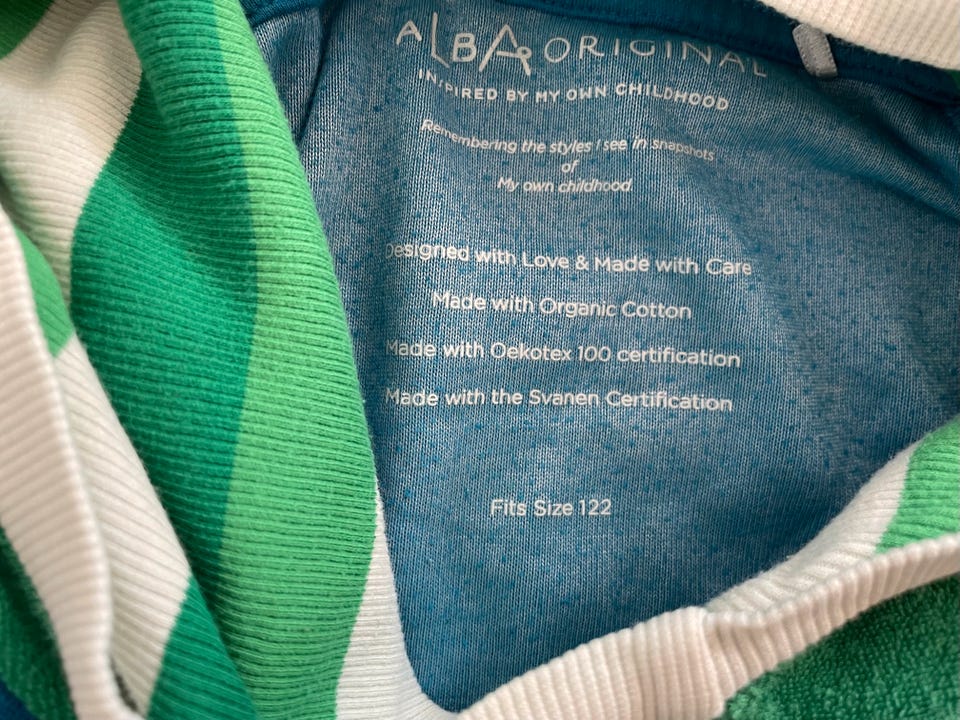 ALBA ORIGINAL
INSPIRED BY MY OWN CHILDHOOD
Remembering the styles I see in snapshots
of
My own childhood
Designed with Love & Made with Care
Made with Organic Cotton
Made with Oekotex 100 certification
Made with the Svanen Certification
Fits Size 122